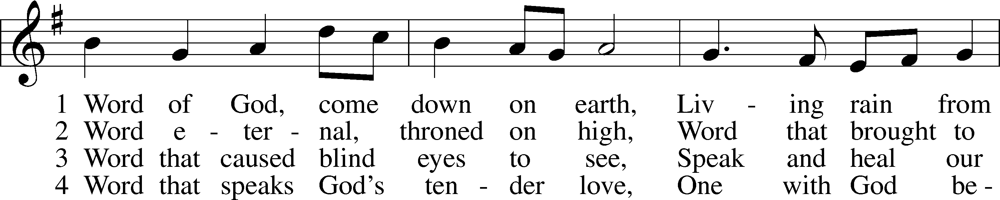 1 Word of God, come down on earth, Liv - ing rain from
2 Word e - ter - nal, throned on high, Word that brought to
3 Word that caused blind eyes to see, Speak and heal our
4 Word that speaks God's ten - der love, One with God be -